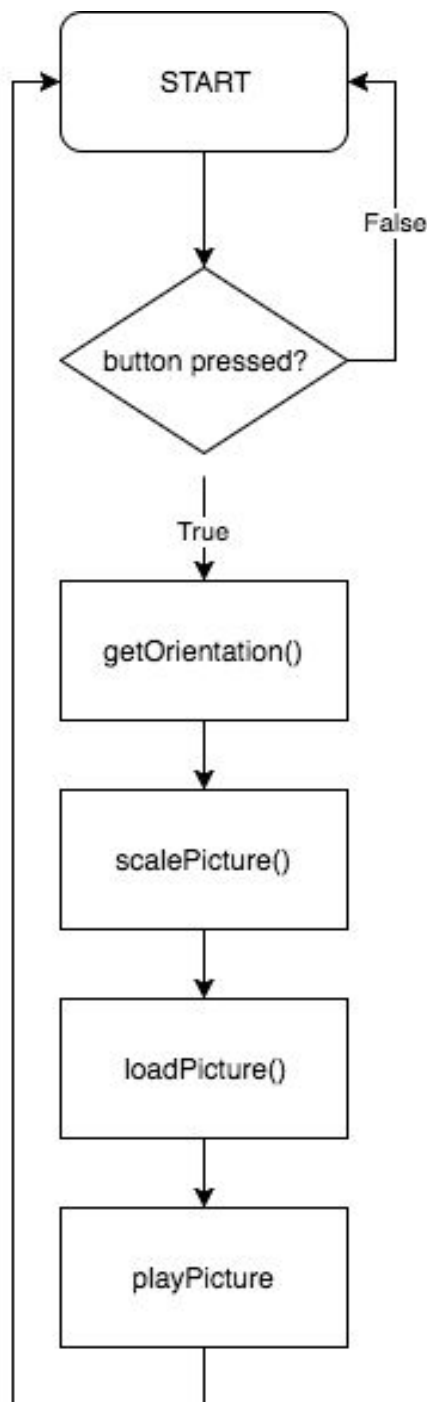 START
False
button pressed?
True
getOrientation()
scalePicture()
loadPicture()
playPicture